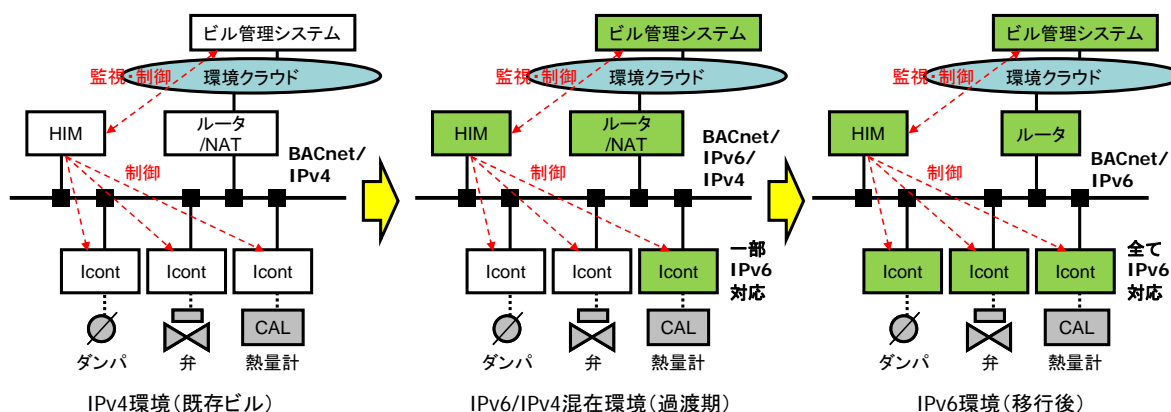 ビル管理システム
監視・制御
環境クラウド
HIM
ルータ
/NAT
BACnet/
IPv4
制御
Icont
Icont
Icont
CAL
ダンパ
弁
熱量計
IPv4環境(既存ビル)
ビル管理システム
監視・制御
環境クラウド
HIM
ルータ
/NAT
BACnet/
IPv6/
IPv4
制御
Icont
Icont
Icont
一部
IPv6
対応
CAL
ダンパ
弁
熱量計
IPv6/IPv4混在環境(過渡期)
ビル管理システム
監視・制御
環境クラウド
HIM
ルータ
BACnet/
IPv6
制御
Icont
Icont
Icont
全て
IPv6
対応
CAL
ダンパ
弁
熱量計
IPv6環境(移行後)